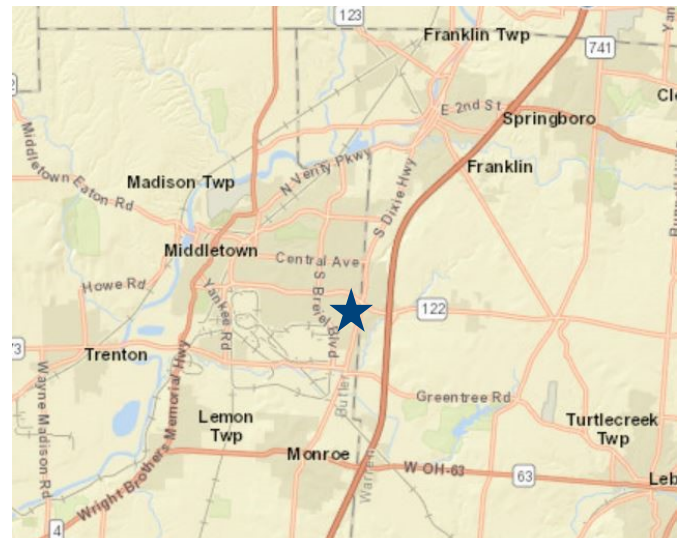 123
Franklin Twp
741
Cl
E 2nd St
Springboro
Middletown Eaton Rd
N Verity Pkwy
Franklin
Madison Twp
S Dixie Hwy
Middletown
Central Ave
Howe Rd
S Breiel Blvd
Yankee Rd
122
73
Trenton
Wayne Madison Rd
Wright Brothers Memorial Hwy
Butler
Greentree Rd
Lemon
Twp
Turtlecreek
Twp
Monroe
Warren
W OH-63
63
Leb
4